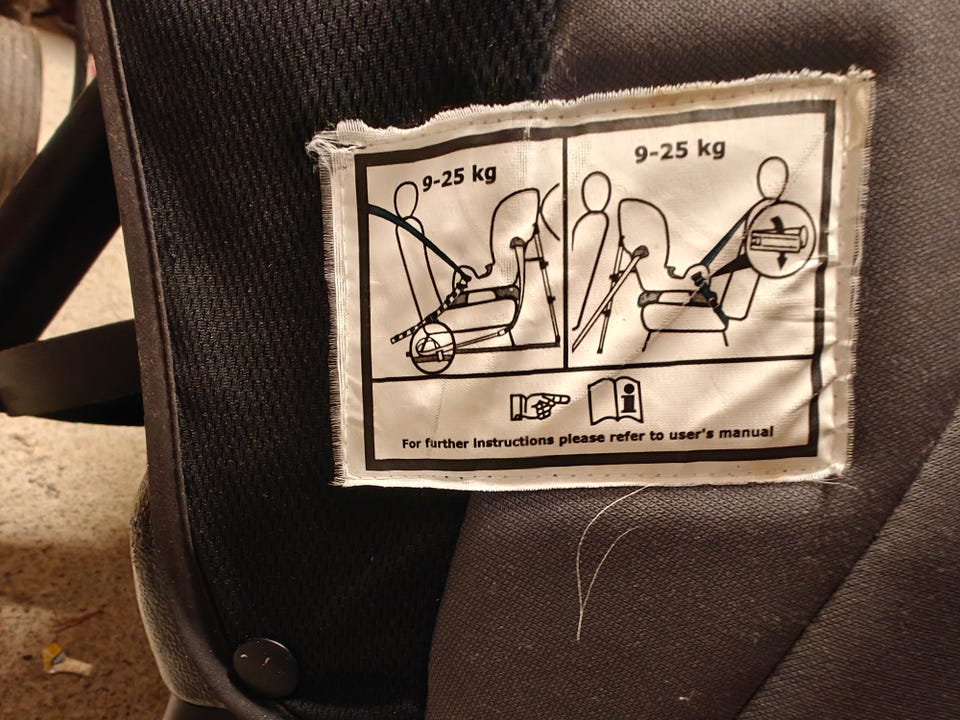 9-25 kg
9-25 kg
i
For further instructions please refer to user's manual